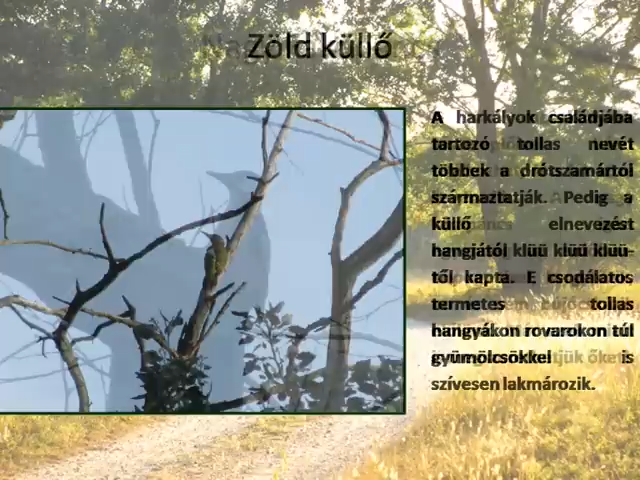 Zöld küllő
A harkályok családjába
tartozó tollas nevét
többek a drótszamártól
származtatják. Pedig a
küllő elnevezést
hangjától klüü klüü klüü-
től kapta. E csodálatos
termetes tollas
hangyákon rovarokon túl
gyümölcsökkel is
szívesen lakmározik.